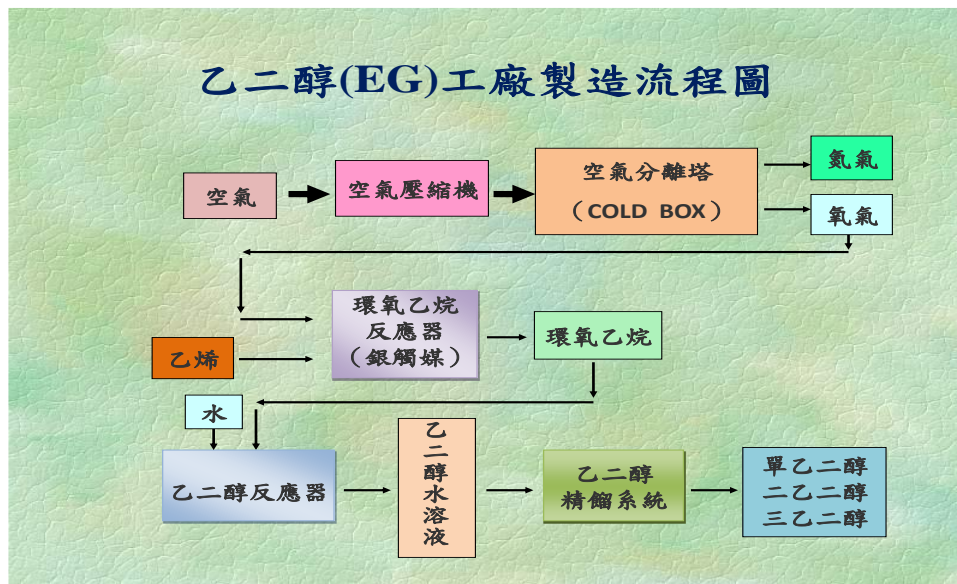 乙二醇(EG)工廠製造流程圖
空氣
空氣壓縮機
空氣分離塔
（COLD BOX）
氮氣
氧氣
乙烯
環氧乙烷
反應器
（銀觸媒）
環氧乙烷
水
乙二醇反應器
乙二醇水溶液
乙二醇
精餾系統
單乙二醇
二乙二醇
三乙二醇